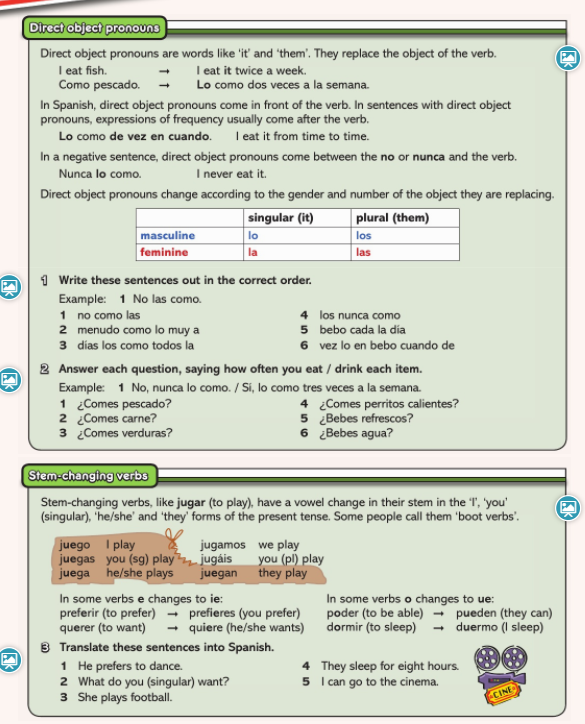 Direct object pronouns
Direct object pronouns are words like ‘it’ and ‘them’. They replace the object of the verb.
I eat fish. → I eat it twice a week.
Como pescado. → Lo como dos veces a la semana.
In Spanish, direct object pronouns come in front of the verb. In sentences with direct object
pronouns, expressions of frequency usually come after the verb.
Lo como de vez en cuando. I eat it from time to time.
In a negative sentence, direct object pronouns come between the no or nunca and the verb.
Nunca lo como. I never eat it.
Direct object pronouns change according to the gender and number of the object they are replacing.
singular (it) plural (them)
masculine lo los
feminine la las
1 Write these sentences out in the correct order.
Example: 1 No las como.
1 no como las
2 menudo como lo muy a
3 días los como todos la
4 los nunca como
5 bebo cada la día
6 vez lo en bebo cuando de
2 Answer each question, saying how often you eat / drink each item.
Example: 1 No, nunca lo como. / Sí, lo como tres veces a la semana.
1 ¿Comes pescado?
2 ¿Comes carne?
3 ¿Comes verduras?
4 ¿Comes perritos calientes?
5 ¿Bebes refrescos?
6 ¿Bebes agua?
Stem-changing verbs
Stem-changing verbs, like jugar (to play), have a vowel change in their stem in the ‘I’, ‘you’
(singular), ‘he/she’ and ‘they’ forms of the present tense. Some people call them ‘boot verbs’.
juego I play jugamos we play
juegas you (sg) play jugáis you (pl) play
juega he/she plays juegan they play
In some verbs e changes to ie:
preferir (to prefer) → prefieres (you prefer)
querer (to want) → quiere (he/she wants)
In some verbs o changes to ue:
poder (to be able) → pueden (they can)
dormir (to sleep) → duermo (I sleep)
3 Translate these sentences into Spanish.
1 He prefers to dance.
2 What do you (singular) want?
3 She plays football.
4 They sleep for eight hours.
5 I can go to the cinema.
CINE